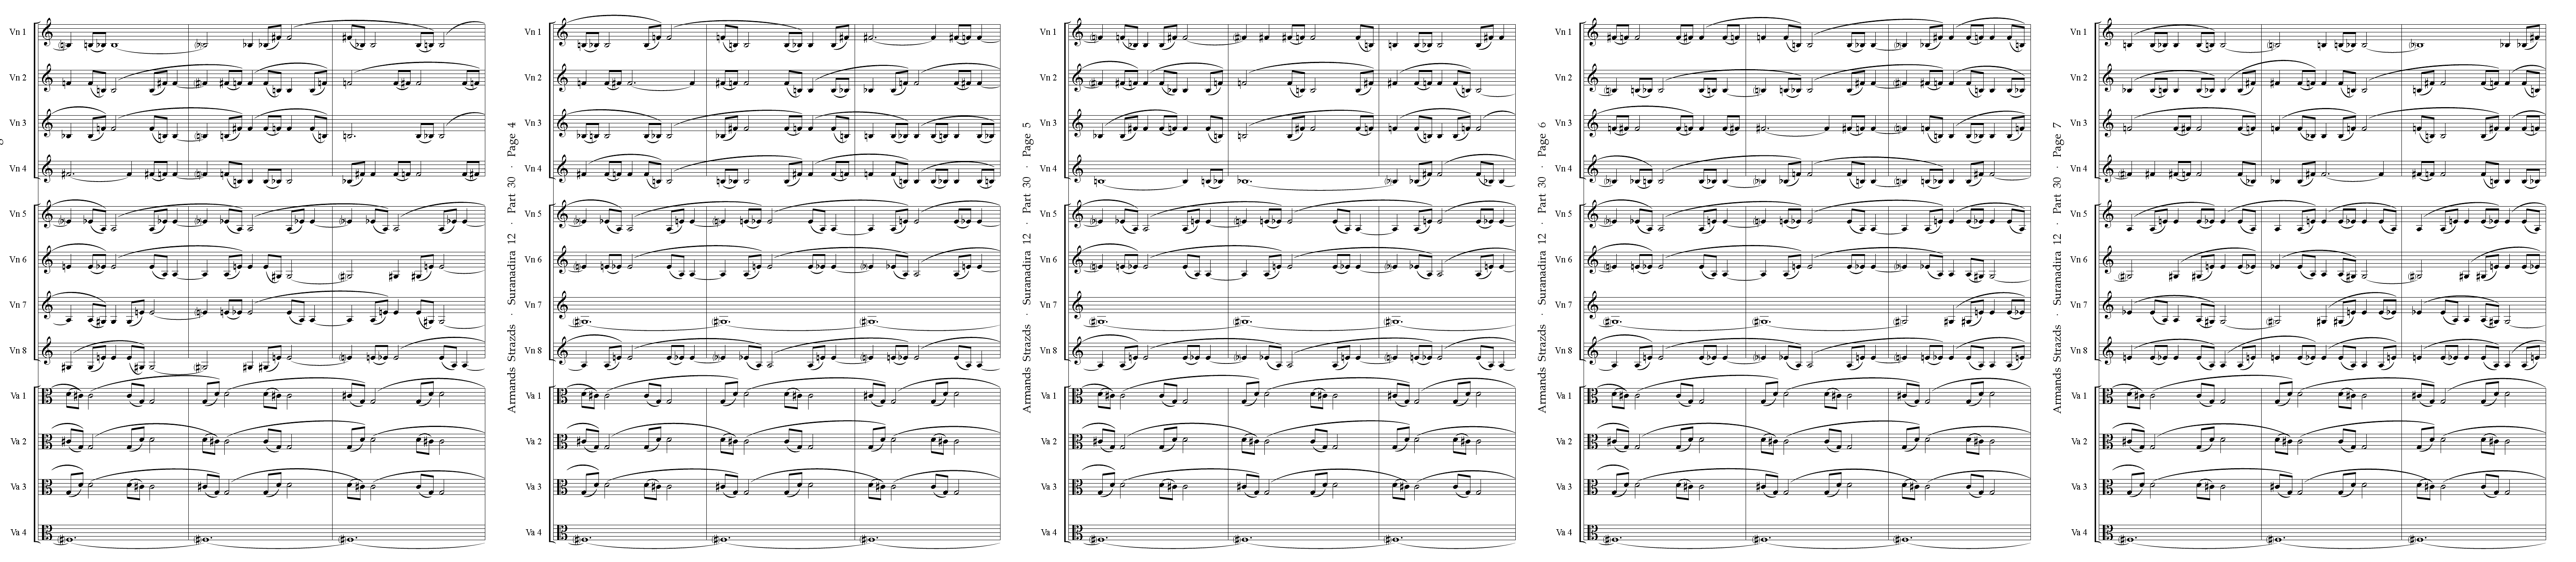 Vn 1
Vn 2
Vn 3
Vn 4
Vn 5
Vn 6
Vn 7
Vn 8
Va 1
Va 2
Va 3
Va 4
Armands Strazds · Suranadira 12 · Part 30 · Page 4
Vn 1
Vn 2
Vn 3
Vn 4
Vn 5
Vn 6
Vn 7
Vn 8
Va 1
Va 2
Va 3
Va 4
Armands Strazds · Suranadira 12 · Part 30 · Page 5
Vn 1
Vn 2
Vn 3
Vn 4
Vn 5
Vn 6
Vn 7
Vn 8
Va 1
Va 2
Va 3
Va 4
Armands Strazds · Suranadira 12 · Part 30 · Page 6
Vn 1
Vn 2
Vn 3
Vn 4
Vn 5
Vn 6
Vn 7
Vn 8
Va 1
Va 2
Va 3
Va 4
Armands Strazds · Suranadira 12 · Part 30 · Page 7
Vn 1
Vn 2
Vn 3
Vn 4
Vn 5
Vn 6
Vn 7
Vn 8
Va 1
Va 2
Va 3
Va 4